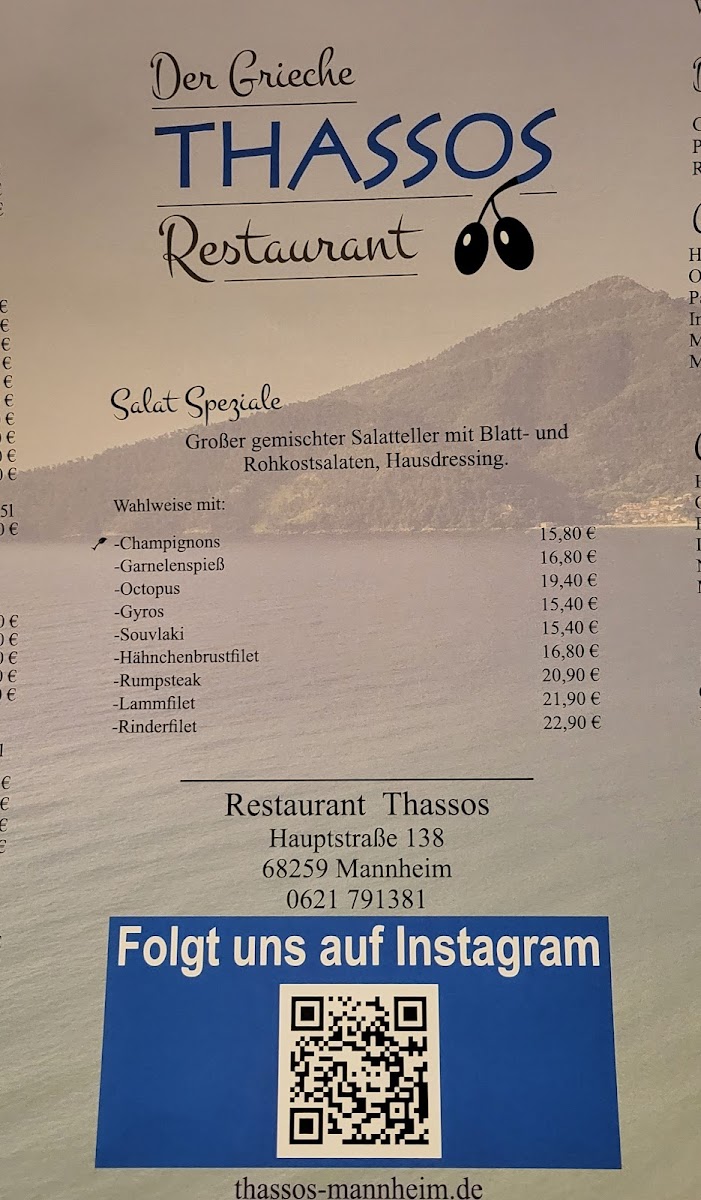 Der Grieche
THASSOS
Restaurant
Salat Speziale
Großer gemischter Salatteller mit Blatt- und
Rohkostsalaten, Hausdressing.
Wahlweise mit:
-Champignons 15,80 €
-Garnelenspieß 16,80 €
-Octopus 19,40 €
-Gyros 15,40 €
-Souvlaki 15,40 €
-Hähnchenbrustfilet 16,80 €
-Rumpsteak 20,90 €
-Lammfilet 21,90 €
-Rinderfilet 22,90 €
Restaurant Thassos
Hauptstraße 138
68259 Mannheim
0621 791381
Folgt uns auf Instagram
thassos-mannheim.de